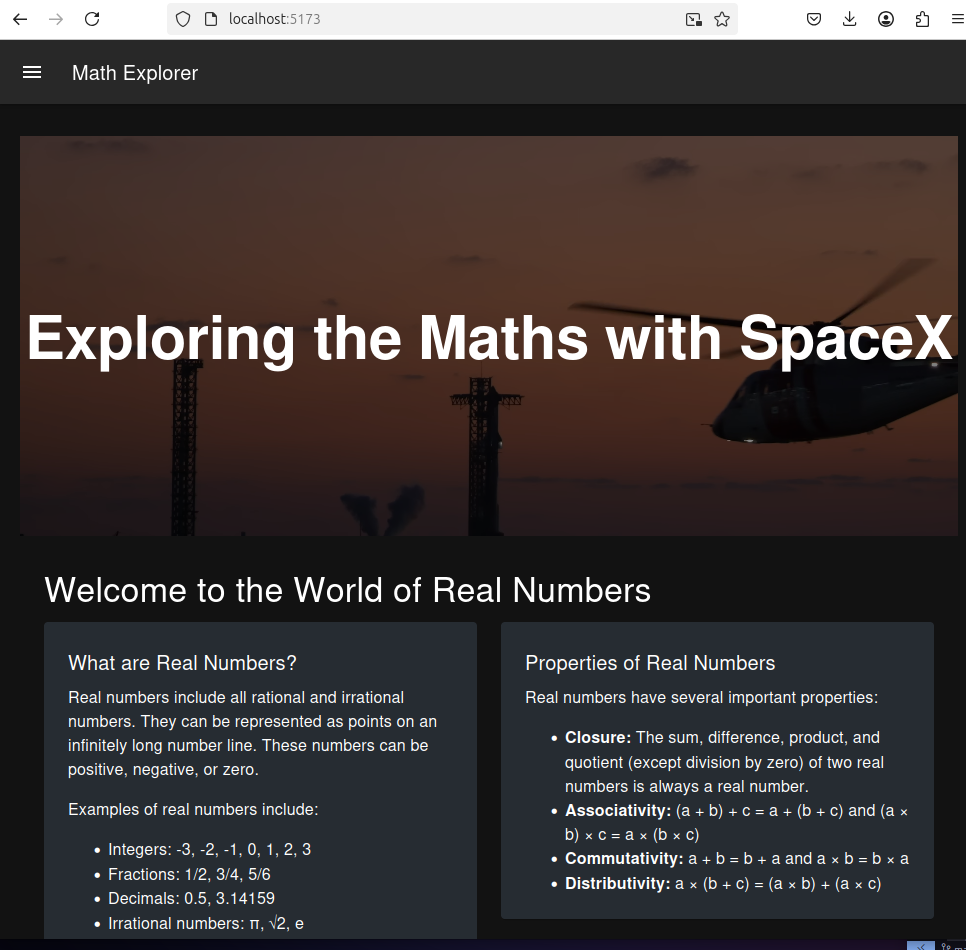 localhost:5173
Math Explorer
Exploring the Maths with SpaceX
Welcome to the World of Real Numbers
What are Real Numbers?
Real numbers include all rational and irrational
numbers. They can be represented as points on an
infinitely long number line. These numbers can be
positive, negative, or zero.
Examples of real numbers include:
• Integers: -3, -2, -1, 0, 1, 2, 3
• Fractions: 1/2, 3/4, 5/6
• Decimals: 0.5, 3.14159
• Irrational numbers: π, √2, e
Properties of Real Numbers
Real numbers have several important properties:
• Closure: The sum, difference, product, and
quotient (except division by zero) of two real
numbers is always a real number.
• Associativity: (a + b) + c = a + (b + c) and (a ×
b) × c = a × (b × c)
• Commutativity: a + b = b + a and a × b = b × a
• Distributivity: a × (b + c) = (a × b) + (a × c)